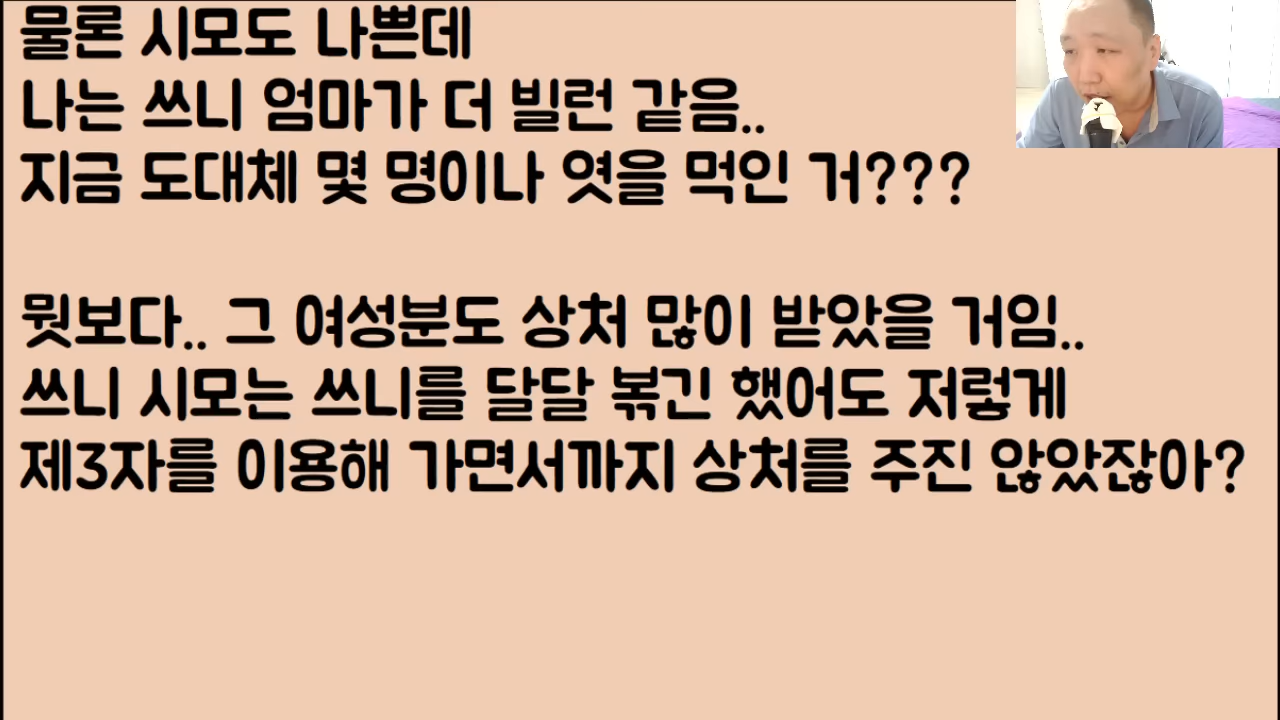 물론 시모도 나쁜데
나는 쓰니 엄마가 더 빌런 같음..
지금 도대체 몇 명이나 엿을 먹인 거???
뭣보다.. 그 여성분도 상처 많이 받았을 거임..
쓰니 시모는 쓰니를 달달 볶긴 했어도 저렇게
제3자를 이용해 가면서까지 상처를 주진 않았잖아?